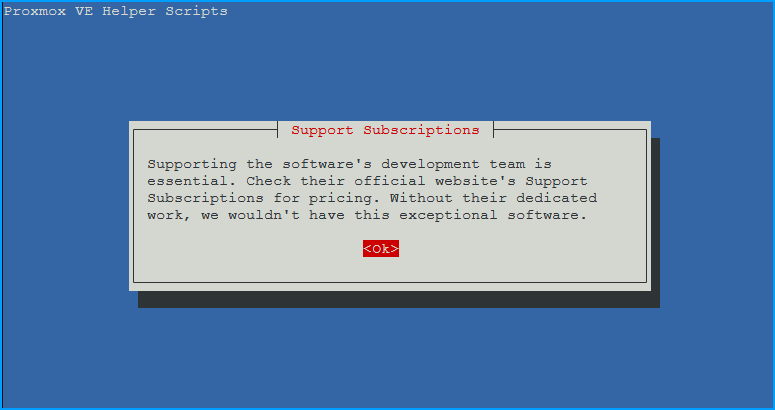 Proxmox VE Helper Scripts
Support Subscriptions
Supporting the software's development team is
essential. Check their official website's Support
Subscriptions for pricing. Without their dedicated
work, we wouldn't have this exceptional software.
<Ok>